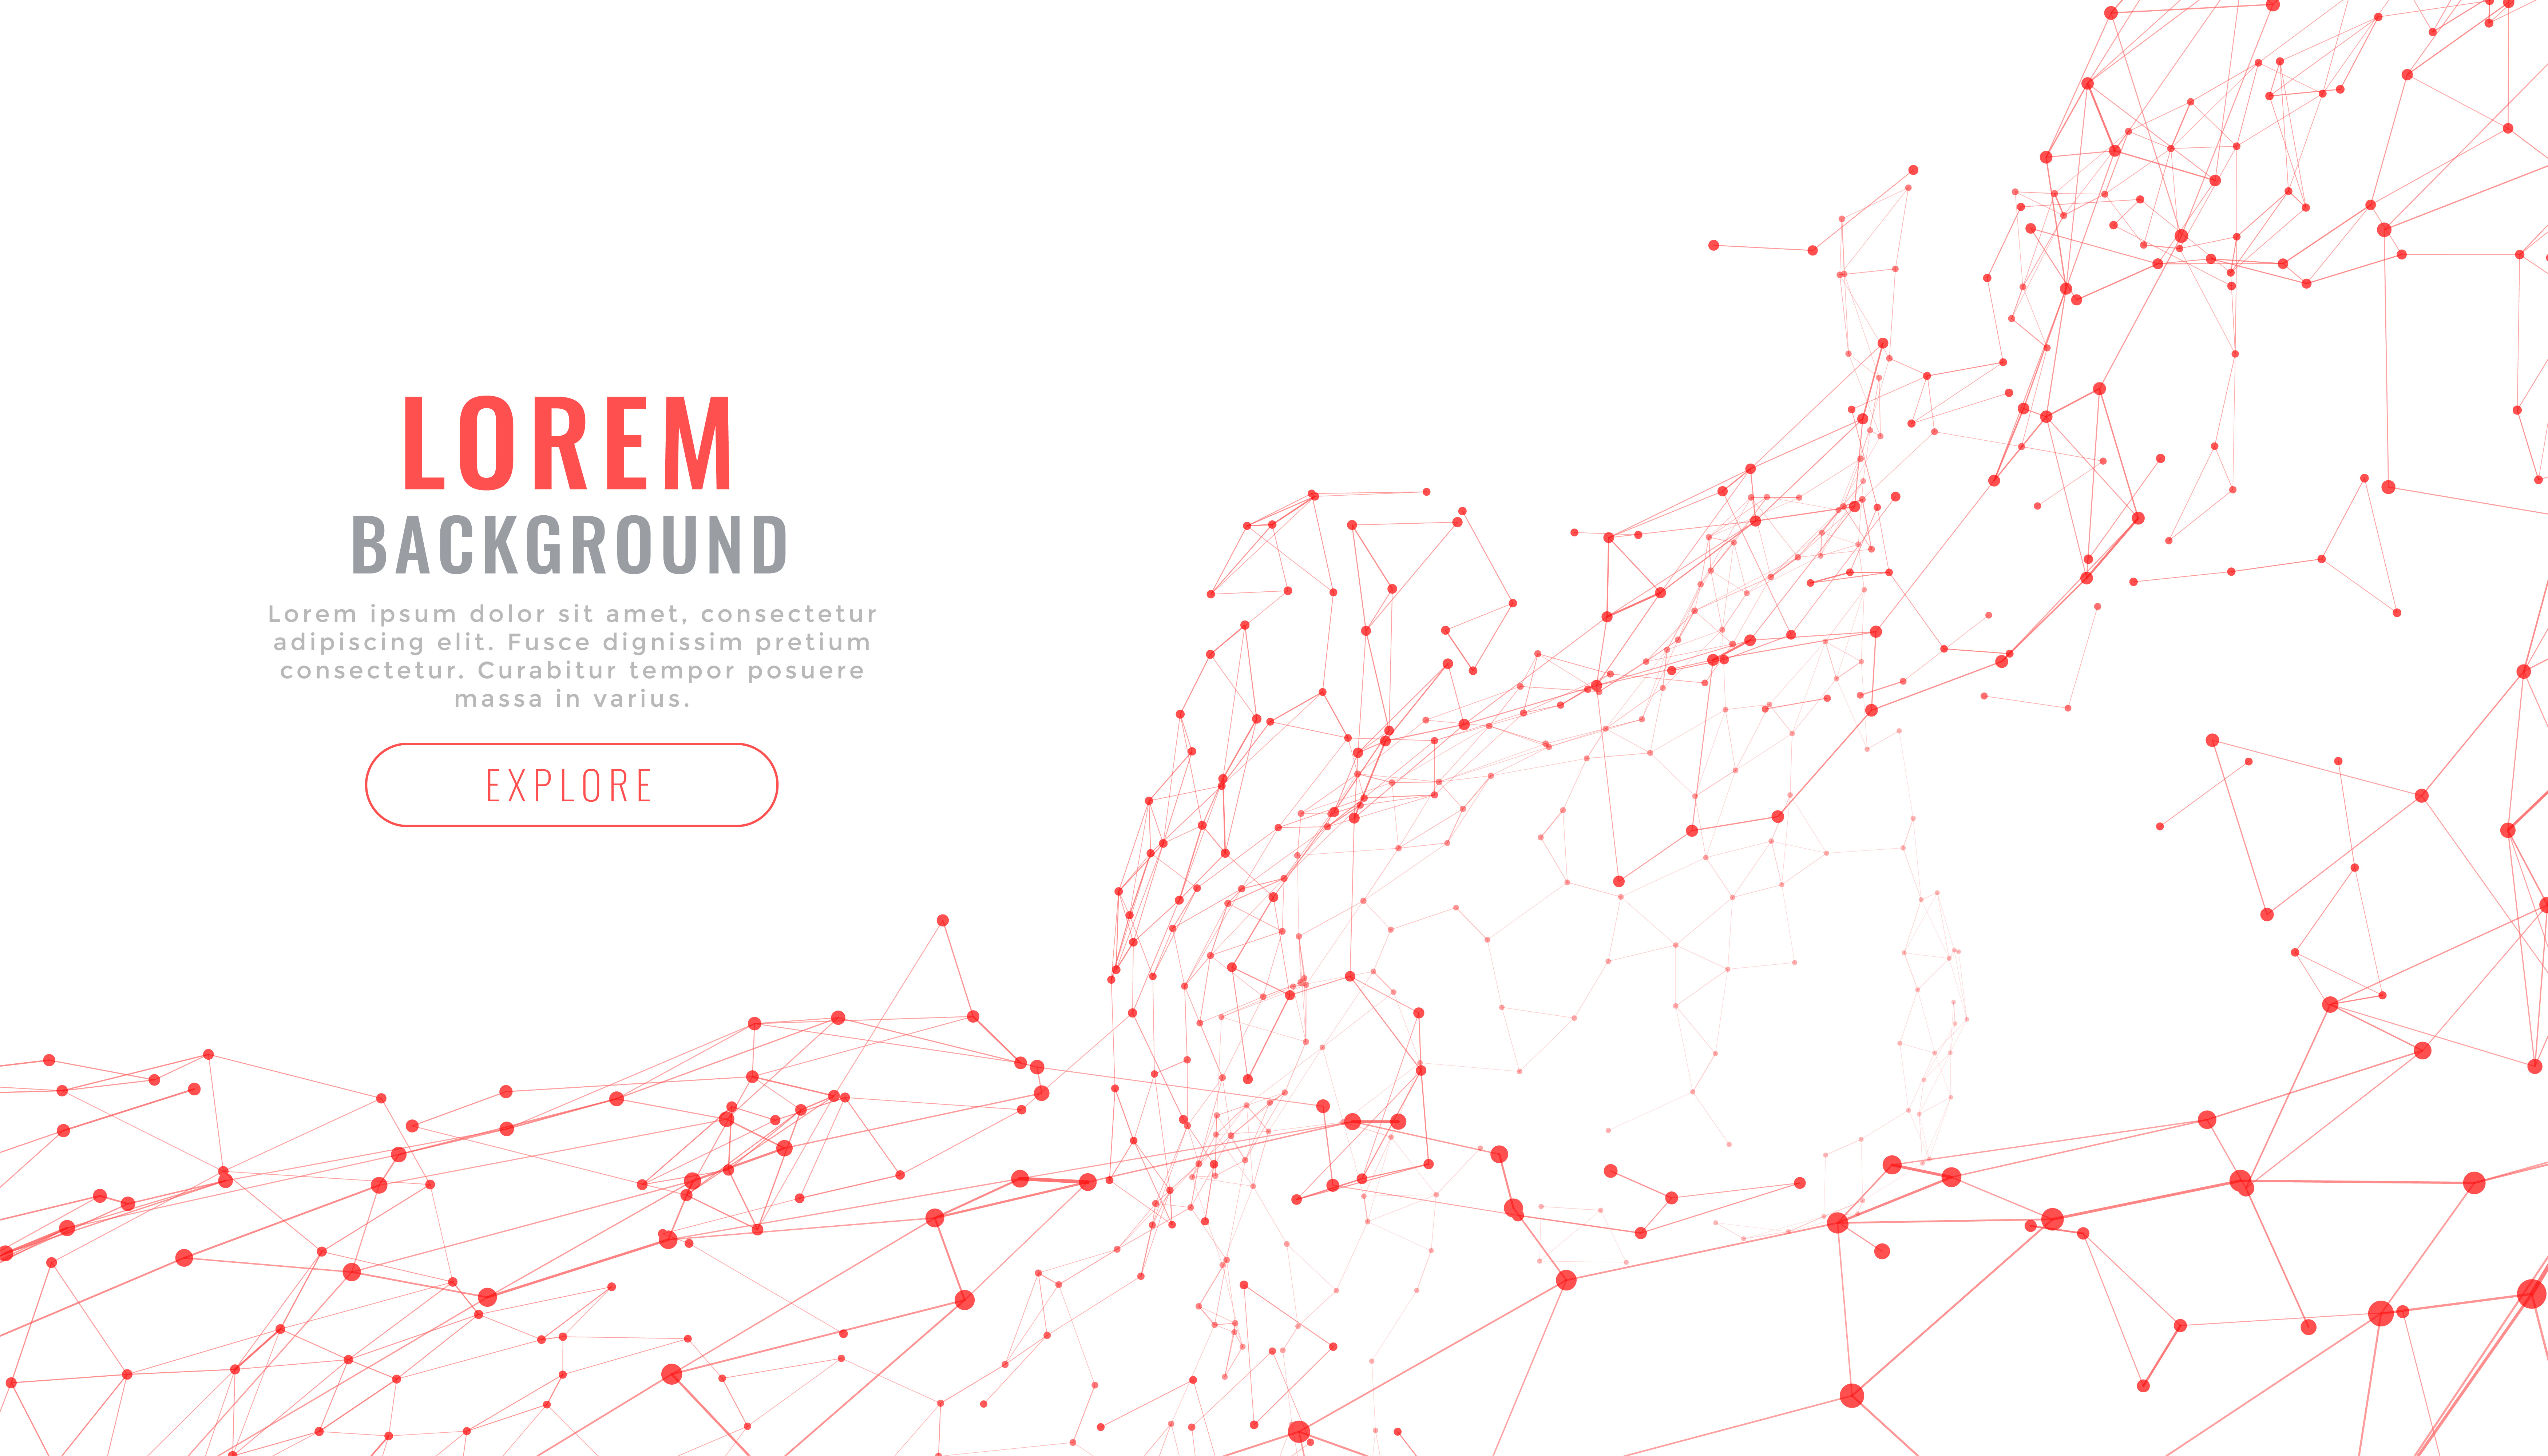 LOREM
BACKGROUND
Lorem ipsum dolor sit amet, consectetur
adipiscing elit. Fusce dignissim pretium
consectetur. Curabitur tempor posuere
massa in varius.
EXPLORE